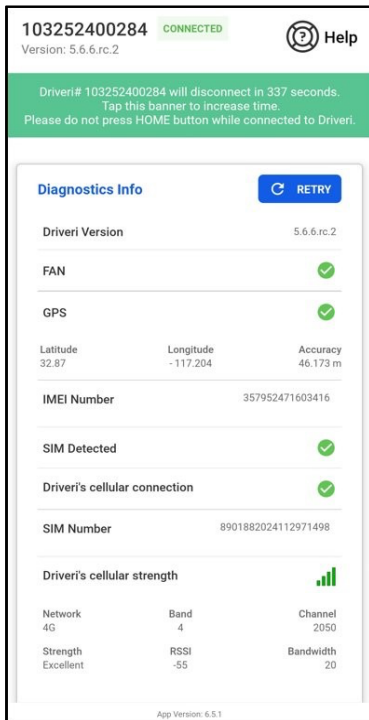 103252400284 CONNECTED
Help
Version: 5.6.6.rc.2
Driveri# 103252400284 will disconnect in 337 seconds.
Tap this banner to increase time.
Please do not press HOME button while connected to Driveri.
Diagnostics Info
RETRY
Driveri Version 5.6.6.rc.2
FAN
GPS
Latitude Longitude Accuracy
32.87 - 117.204 46.173 m
IMEI Number 357952471603416
SIM Detected
Driveri's cellular connection
SIM Number 8901882024112971498
Driveri's cellular strength
Network Band Channel
4G 4 2050
Strength RSSI Bandwidth
Excellent -55 20
App Version: 6.5.1